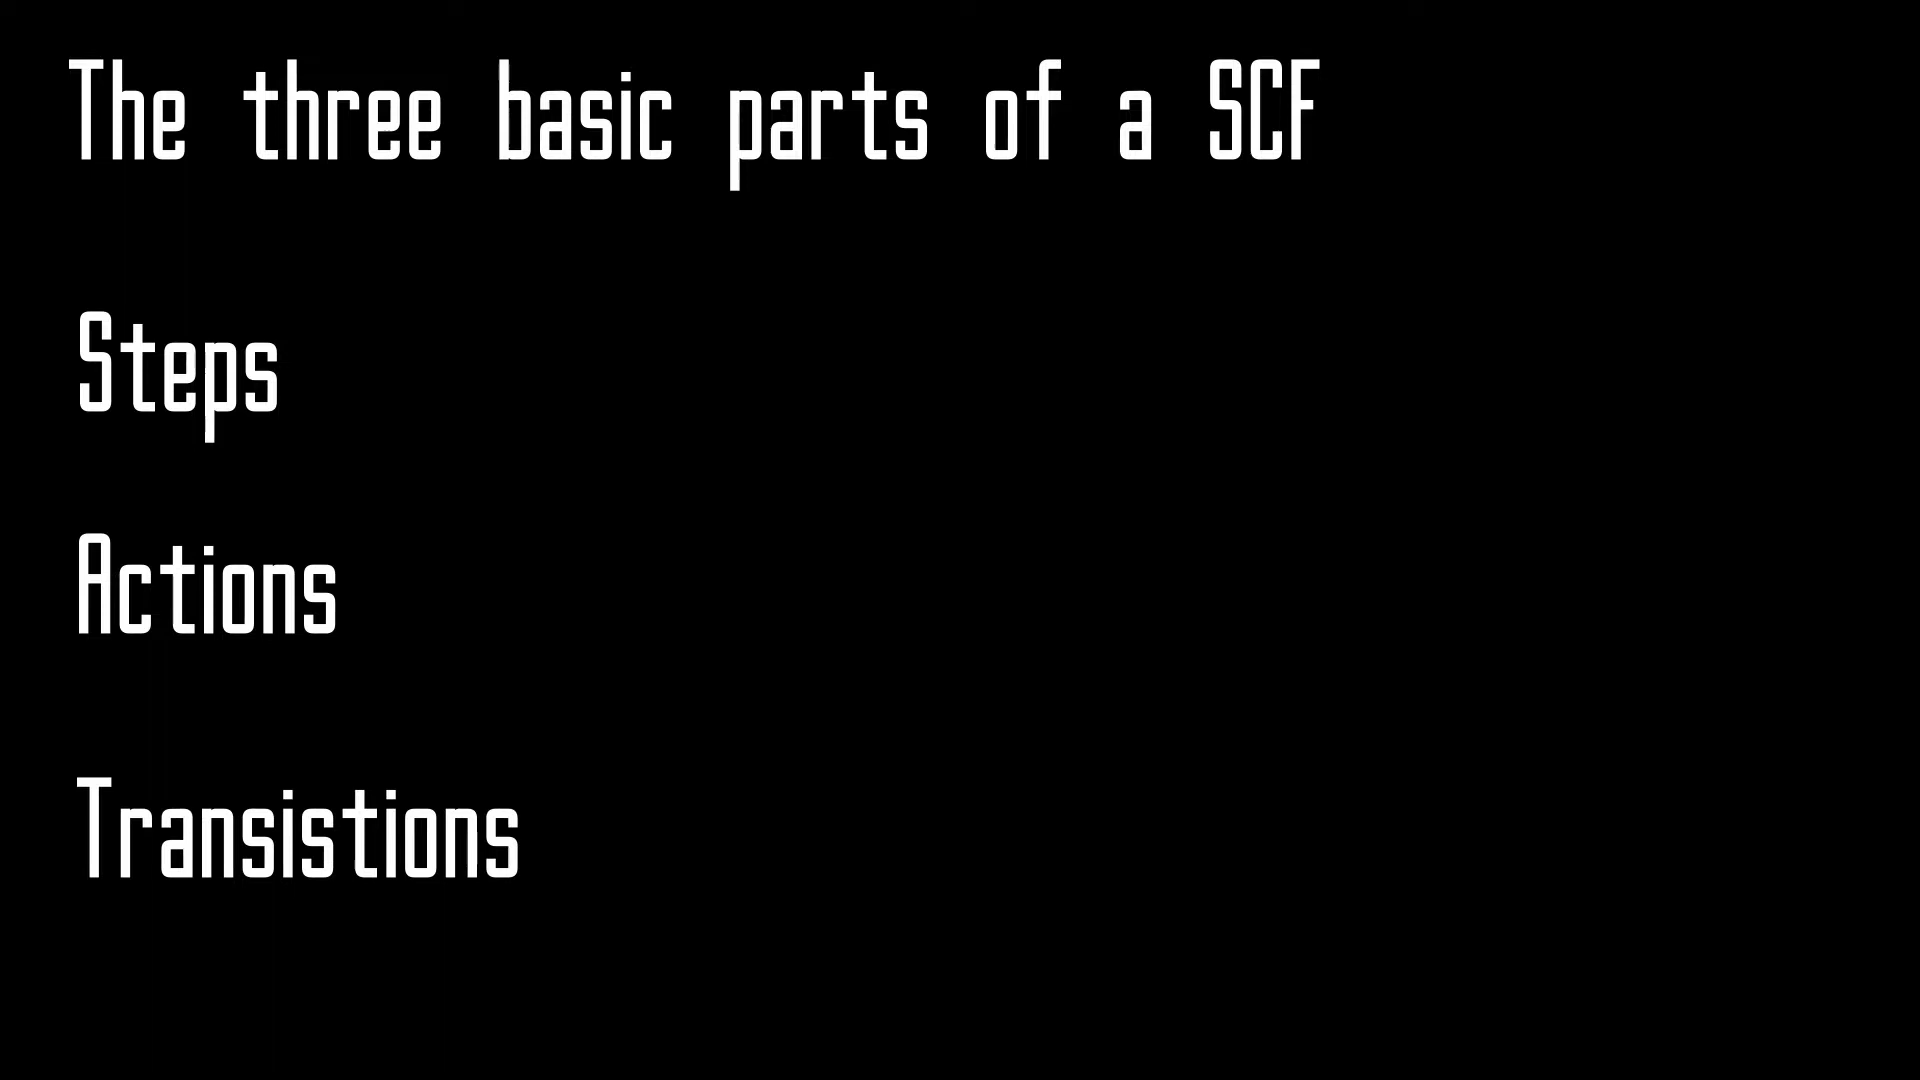 The three basic parts of a SCF
Steps
Actions
Transistions